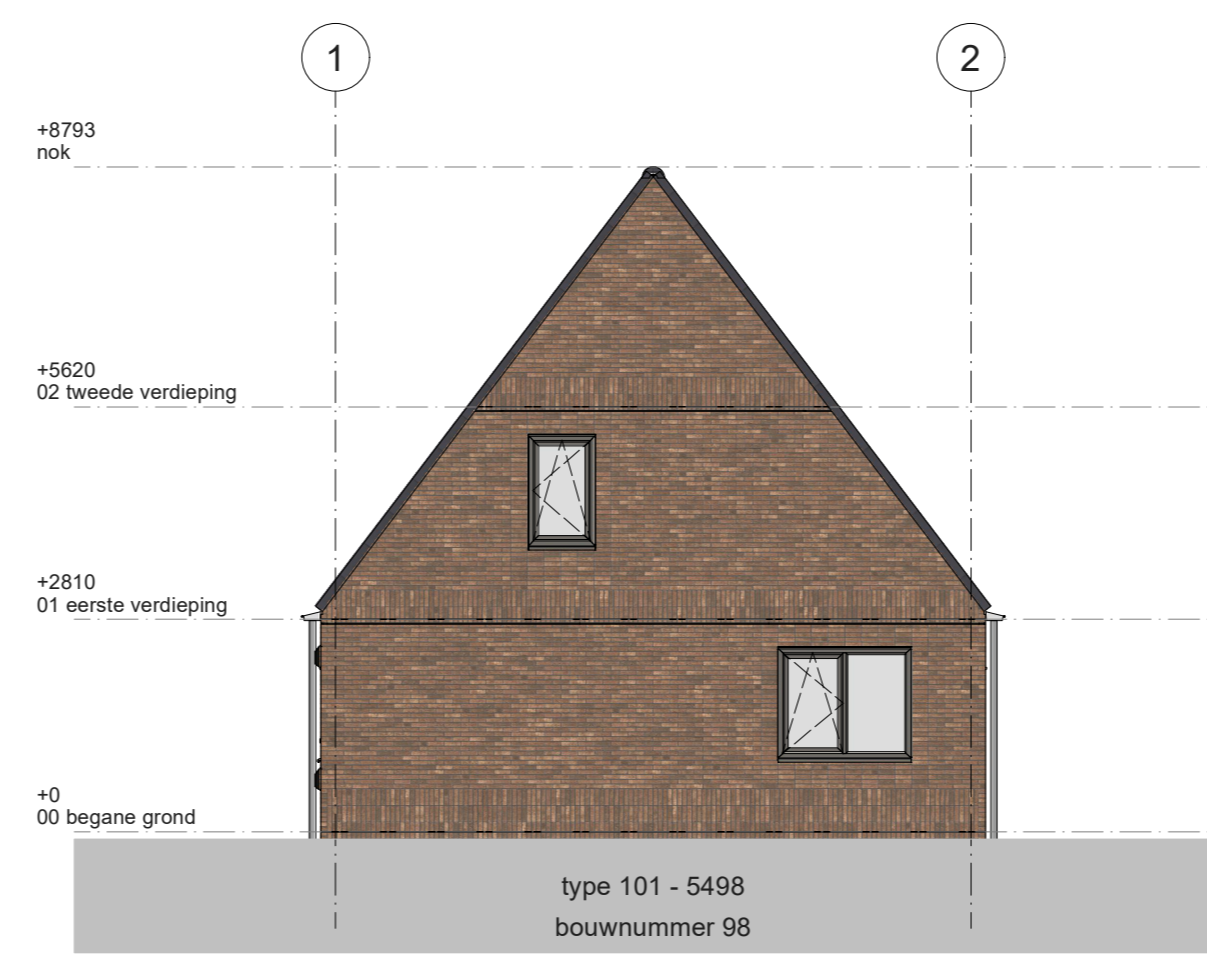 1
2
+8793
nok
+5620
02 tweede verdieping
+2810
01 eerste verdieping
+0
00 begane grond
type 101 - 5498
bouwnummer 98